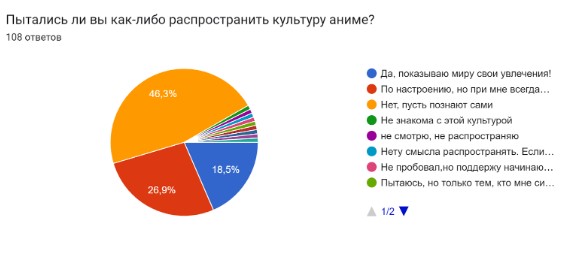 Пытались ли вы как-либо распространить культуру аниме?
108 ответов
46,3%
26,9%
18,5%
Да, показываю миру свои увлечения!
По настроению, но при мне всегда…
Нет, пусть познают сами
Не знакома с этой культурой
не смотрю, не распространяю
Нету смысла распространять. Если…
Не пробовал,но поддержу начинаю…
Пытаюсь, но только тем, кто мне си…
1/2